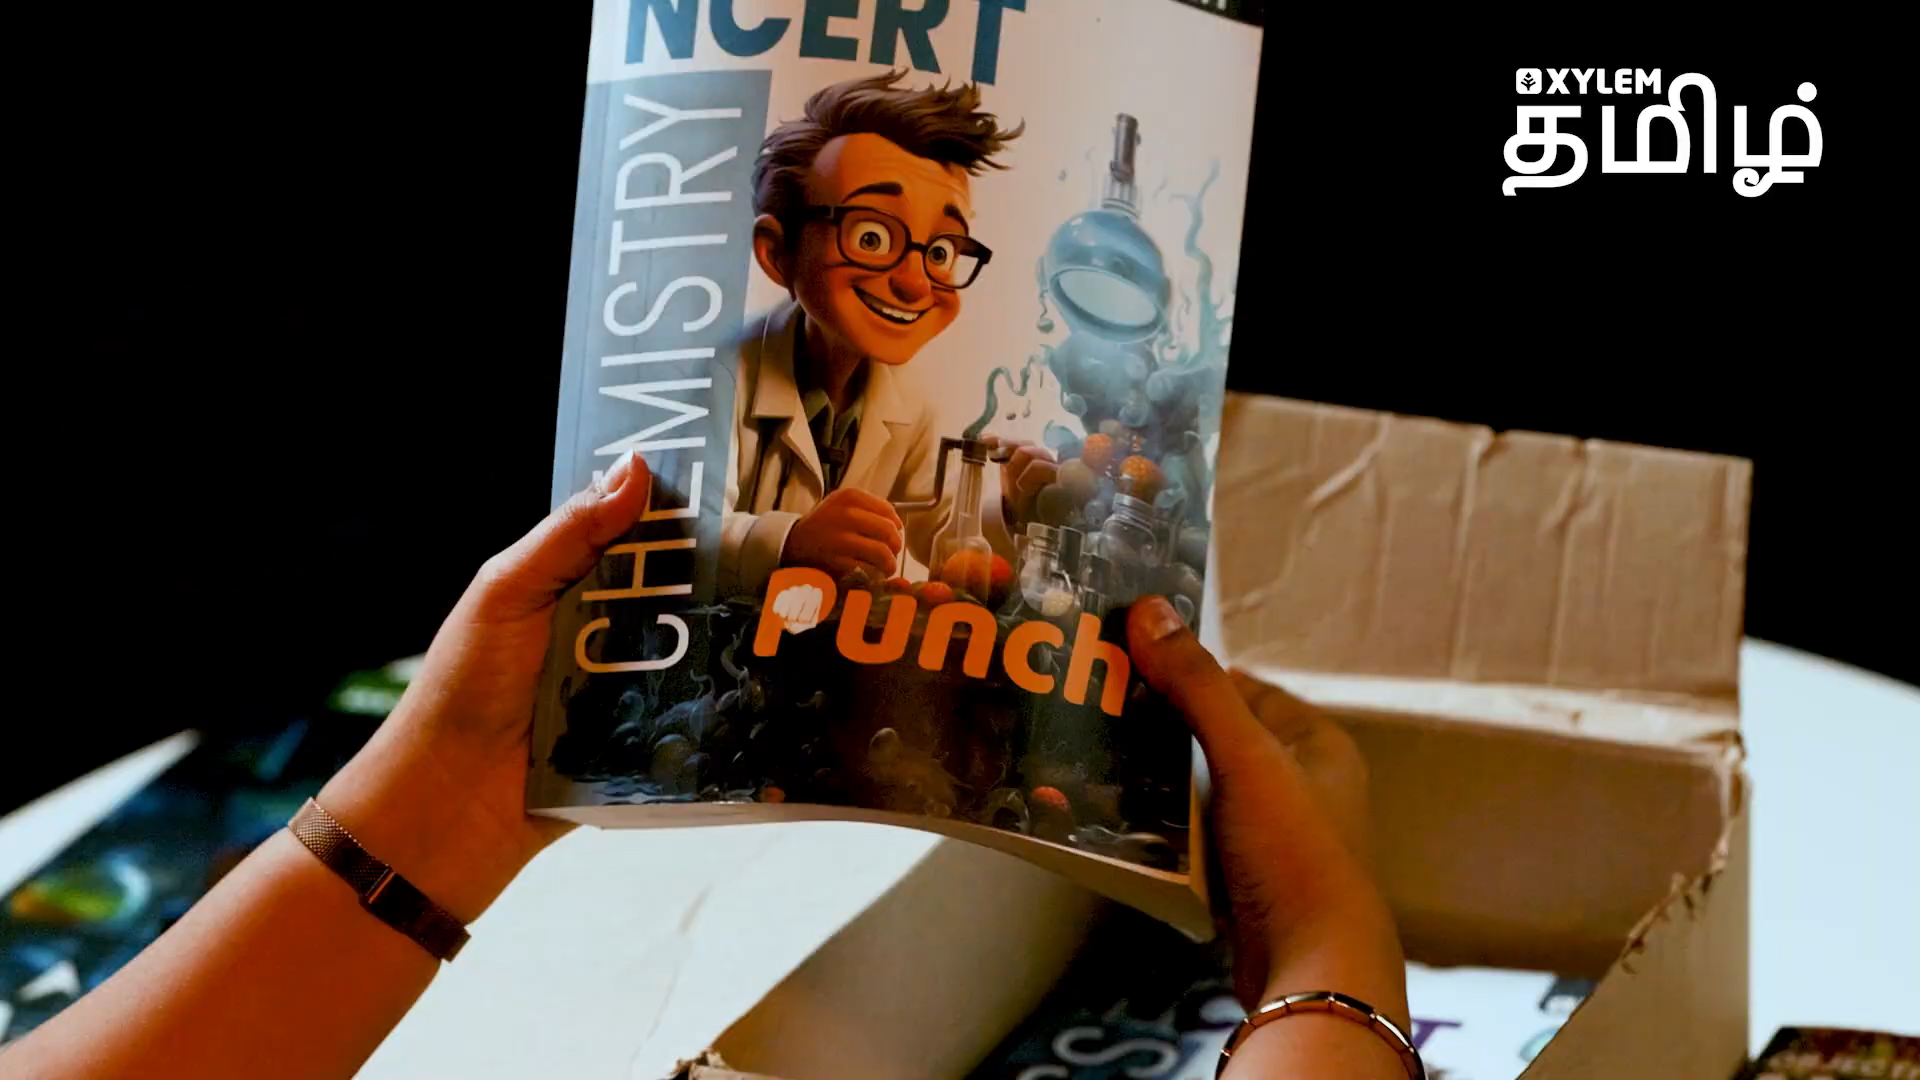 NCERT
CHEMISTRY
Punch
XYLEM
தமிழ்